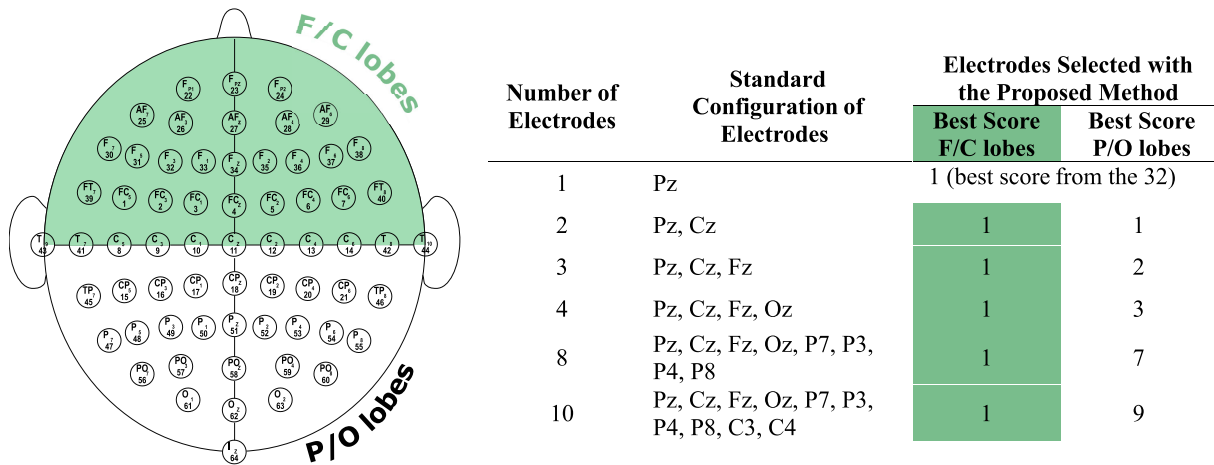 F/C lobes
FP1 FPZ FP2
22 23 24
AF7 AF3 AFZ AF4 AF8
25 26 27 28 29
F7 F5 F3 F1 FZ F2 F4 F6 F8
30 31 32 33 34 35 36 37 38
FT7 FC5 FC3 FC1 FCZ FC2 FC4 FC6 FT8
39 1 2 3 4 5 6 7 40
T9 T7 C5 C3 C1 CZ C2 C4 C6 T8 T10
43 41 8 9 10 11 12 13 14 42 44
TP7 CP5 CP3 CP1 CPZ CP2 CP4 CP6 TP8
45 15 16 17 18 19 20 21 46
P7 P5 P3 P1 PZ P2 P4 P6 P8
47 48 49 50 51 52 53 54 55
PO7 PO3 POZ PO4 PO8
56 57 58 59 60
O1 OZ O2
61 62 63
IZ
64
P/O lobes
Number of Electrodes
Standard Configuration of Electrodes
Electrodes Selected with
the Proposed Method
Best Score F/C lobes
Best Score P/O lobes
1 Pz 1 (best score from the 32)
2 Pz, Cz 1 1
3 Pz, Cz, Fz 1 2
4 Pz, Cz, Fz, Oz 1 3
8 Pz, Cz, Fz, Oz, P7, P3, 1 7
P4, P8
10 Pz, Cz, Fz, Oz, P7, P3, 1 9
P4, P8, C3, C4